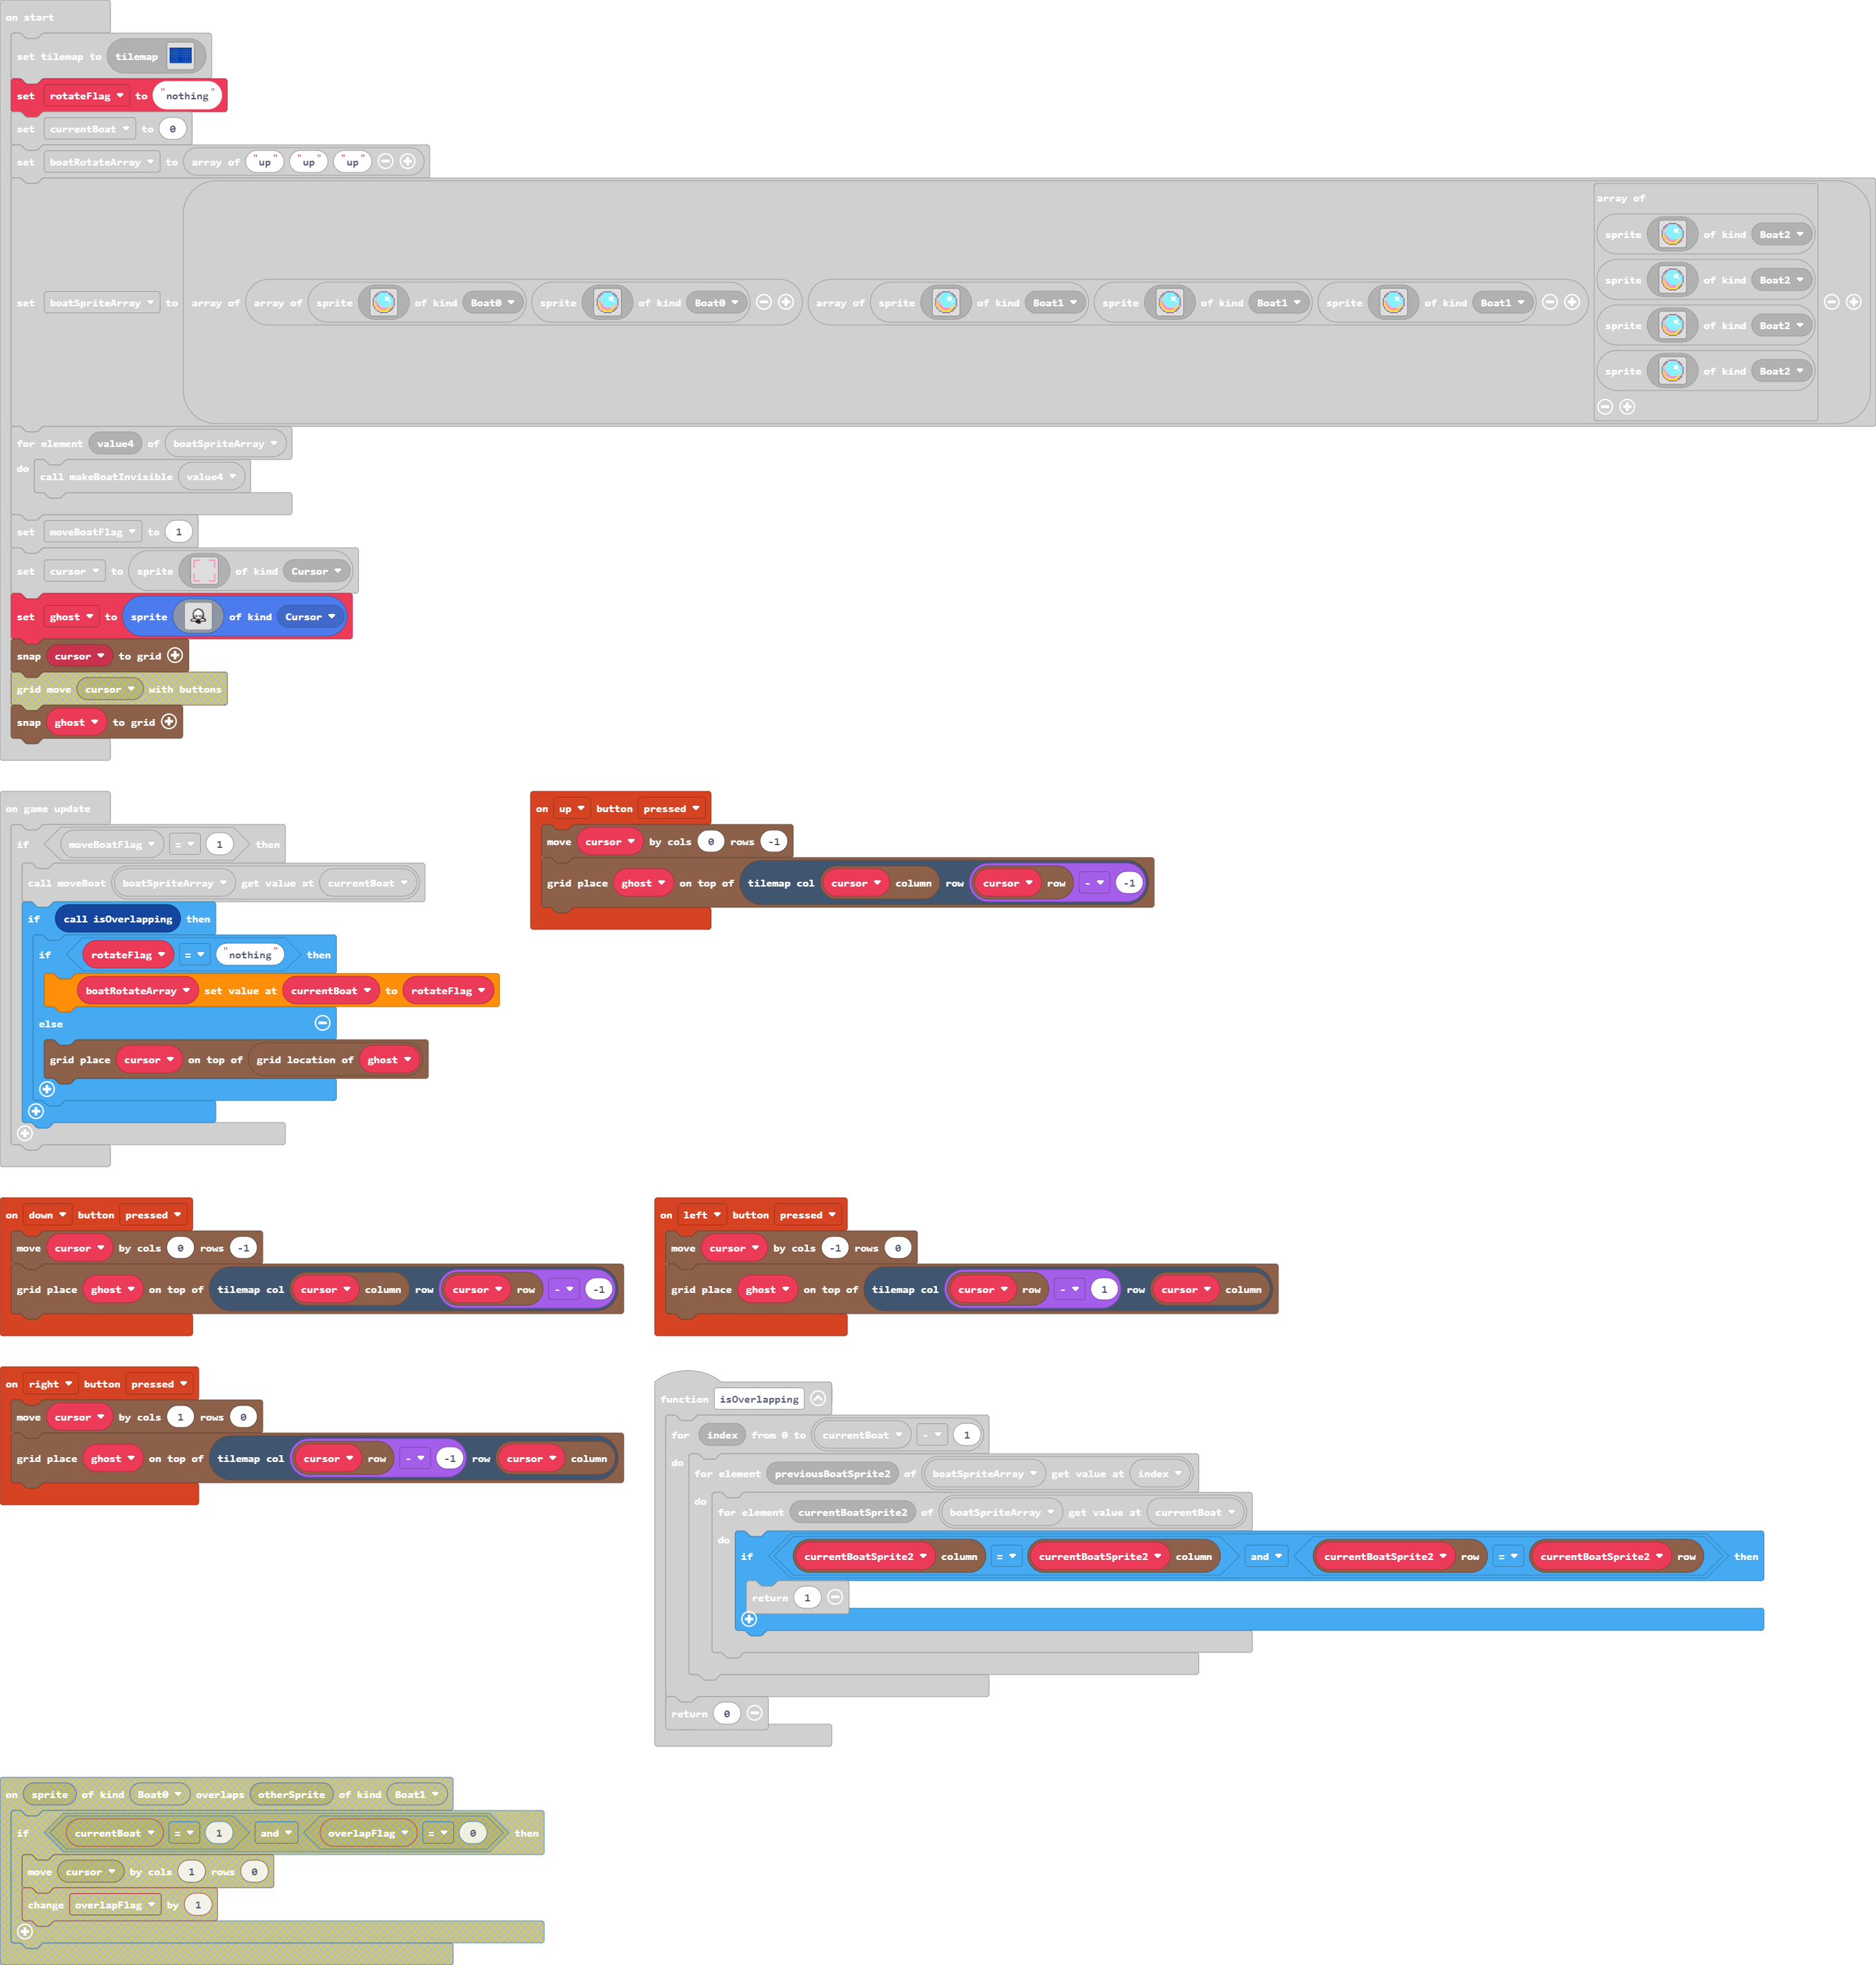 on start
set tilemap to tilemap
set rotateFlag to "nothing"
set currentBoat to 0
set boatRotateArray to array of "up" "up" "up"
array of
sprite of kind Boat2
sprite of kind Boat2
set boatSpriteArray to array of array of sprite of kind Boat0 sprite of kind Boat0 array of sprite of kind Boat1 sprite of kind Boat1 sprite of kind Boat1
sprite of kind Boat2
sprite of kind Boat2
for element value4 of boatSpriteArray
do
call makeBoatInvisible value4
set moveBoatFlag to 1
set cursor to sprite of kind Cursor
set ghost to sprite of kind Cursor
snap cursor to grid
grid move cursor with buttons
snap ghost to grid
on game update
if moveBoatFlag = 1 then
call moveBoat boatSpriteArray get value at currentBoat
if call isOverlapping then
if rotateFlag = "nothing" then
boatRotateArray set value at currentBoat to rotateFlag
else
grid place cursor on top of grid location of ghost
on up button pressed
move cursor by cols 0 rows -1
grid place ghost on top of tilemap col cursor column row cursor row - -1
on down button pressed
move cursor by cols 0 rows -1
grid place ghost on top of tilemap col cursor column row cursor row - -1
on left button pressed
move cursor by cols -1 rows 0
grid place ghost on top of tilemap col cursor row - 1 row cursor column
on right button pressed
move cursor by cols 1 rows 0
grid place ghost on top of tilemap col cursor row - -1 row cursor column
function isOverlapping
for index from 0 to currentBoat - 1
do
for element previousBoatSprite2 of boatSpriteArray get value at index
do
for element currentBoatSprite2 of boatSpriteArray get value at currentBoat
do
if currentBoatSprite2 column = currentBoatSprite2 column and currentBoatSprite2 row = currentBoatSprite2 row then
return 1
return 0
on sprite of kind Boat0 overlaps otherSprite of kind Boat1
if currentBoat = 1 and overlapFlag = 0 then
move cursor by cols 1 rows 0
change overlapFlag by 1